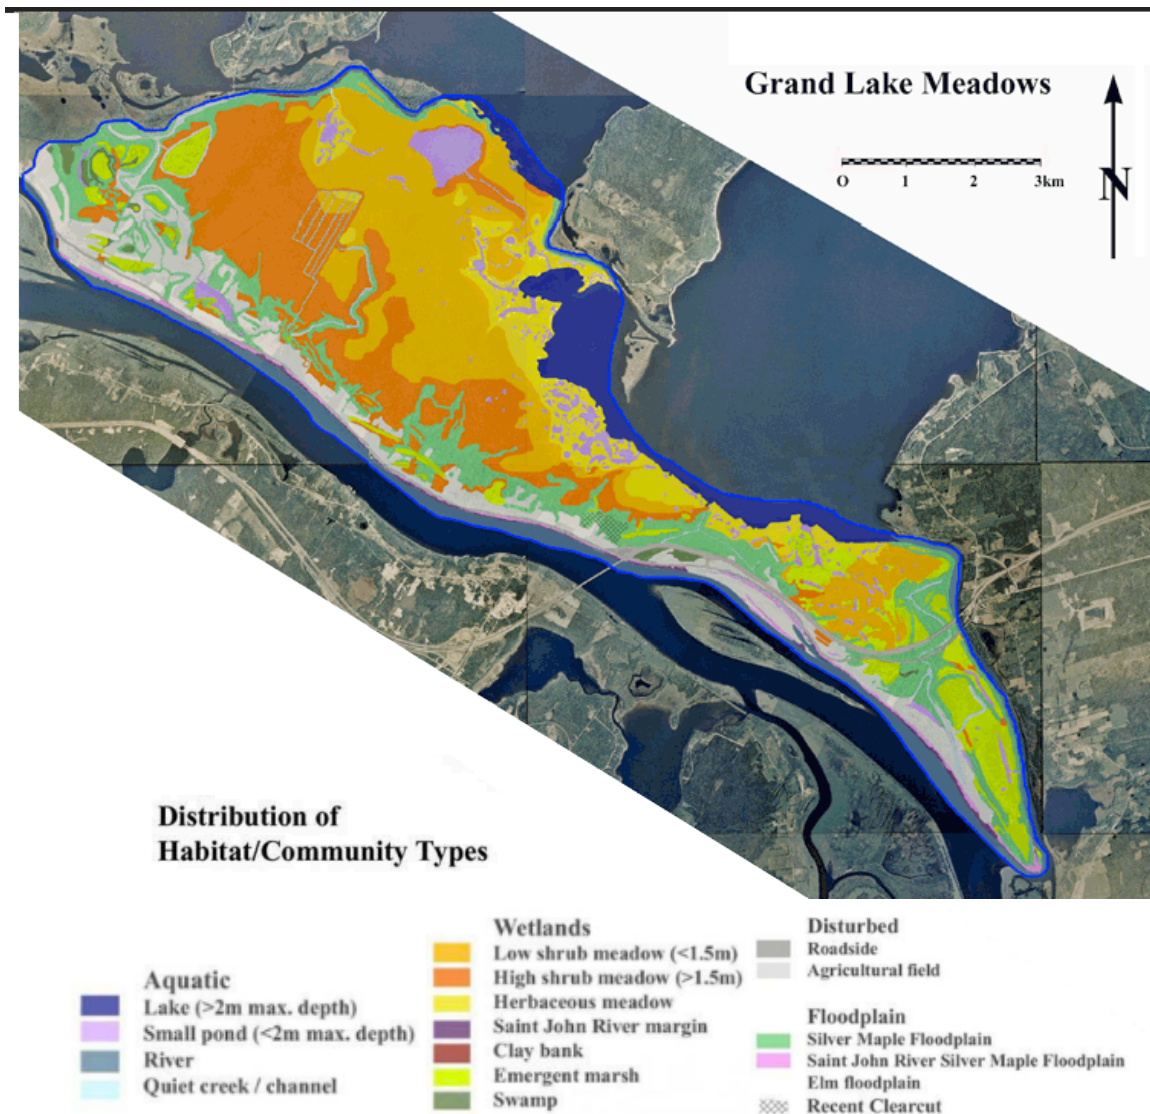 Grand Lake Meadows
0 1 2 3km
N
Distribution of
Habitat/Community Types
Aquatic
Lake (>2m max. depth)
Small pond (<2m max. depth)
River
Quiet creek / channel
Wetlands
Low shrub meadow (<1.5m)
High shrub meadow (>1.5m)
Herbaceous meadow
Saint John River margin
Clay bank
Emergent marsh
Swamp
Disturbed
Roadside
Agricultural field
Floodplain
Silver Maple Floodplain
Saint John River Silver Maple Floodplain
Elm floodplain
Recent Clearcut